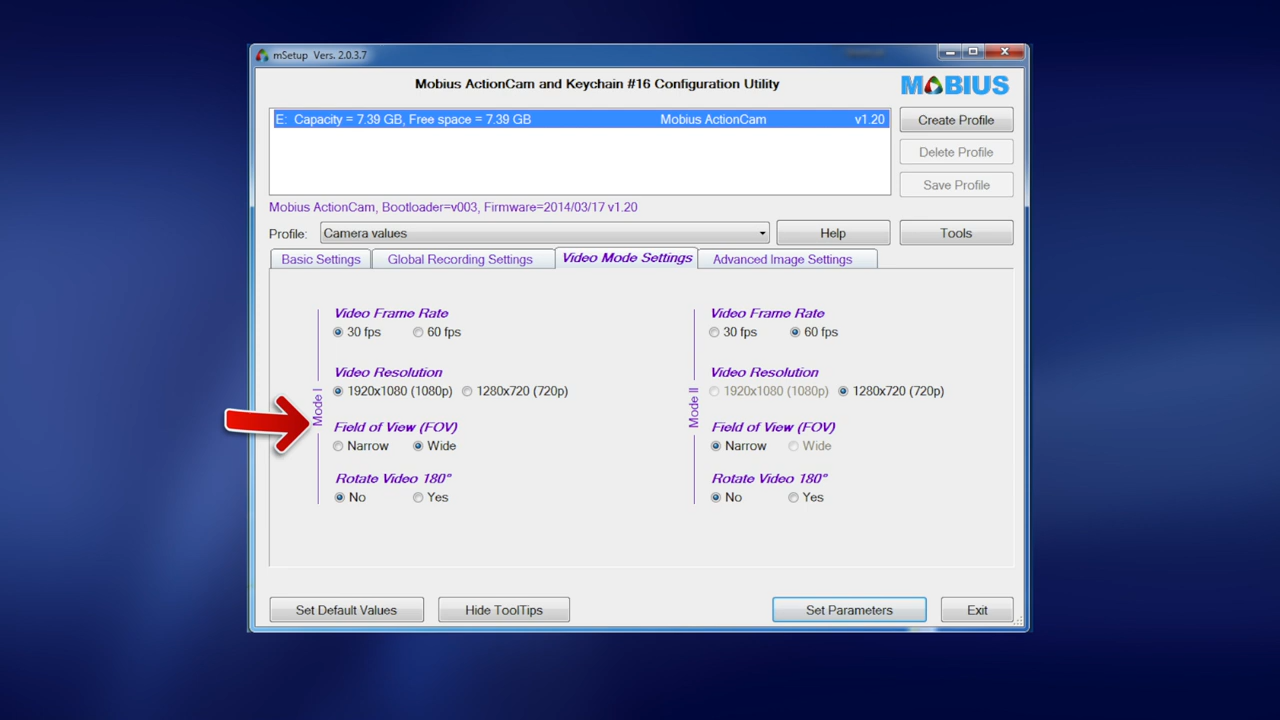 mSetup Vers. 2.0.3.7
Mobius ActionCam and Keychain #16 Configuration Utility
MOBIUS
E: Capacity = 7.39 GB, Free space = 7.39 GB Mobius ActionCam v1.20
Create Profile
Delete Profile
Save Profile
Mobius ActionCam, Bootloader=v003, Firmware=2014/03/17 v1.20
Profile: Camera values Help Tools
Basic Settings Global Recording Settings Video Mode Settings Advanced Image Settings
Mode I
Video Frame Rate
30 fps 60 fps
Video Resolution
1920x1080 (1080p) 1280x720 (720p)
Field of View (FOV)
Narrow Wide
Rotate Video 180°
No Yes
Mode II
Video Frame Rate
30 fps 60 fps
Video Resolution
1920x1080 (1080p) 1280x720 (720p)
Field of View (FOV)
Narrow Wide
Rotate Video 180°
No Yes
Set Default Values Hide ToolTips Set Parameters Exit